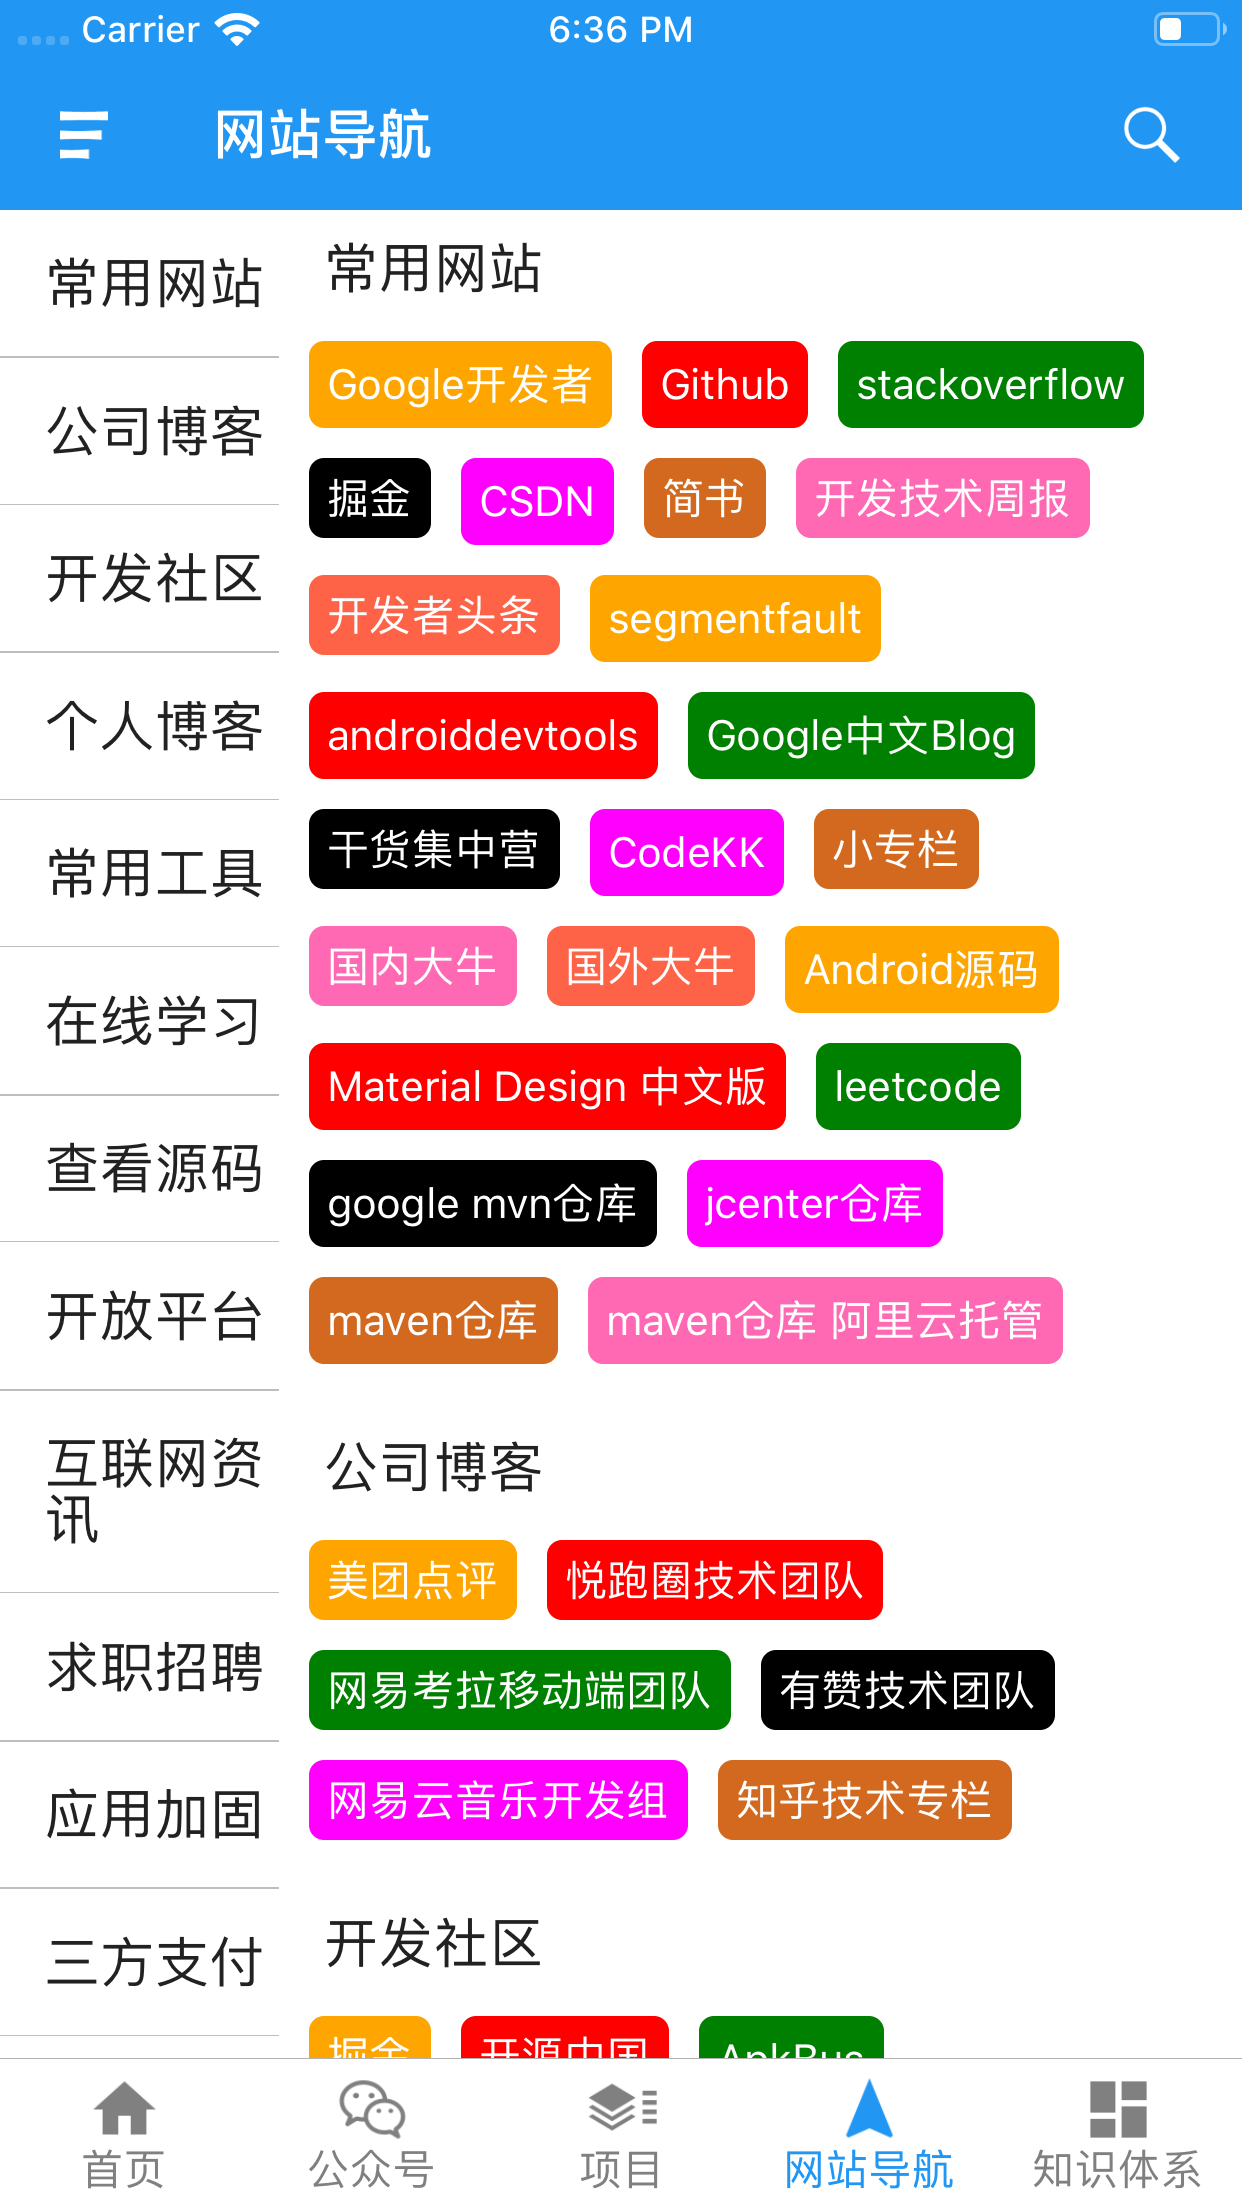 Carrier 6:36 PM
网站导航
常用网站
公司博客
开发社区
个人博客
常用工具
在线学习
查看源码
开放平台
互联网资
讯
求职招聘
应用加固
三方支付
常用网站
Google开发者 Github stackoverflow
掘金 CSDN 简书 开发技术周报
开发者头条 segmentfault
androiddevtools Google中文Blog
干货集中营 CodeKK 小专栏
国内大牛 国外大牛 Android源码
Material Design 中文版 leetcode
google mvn仓库 jcenter仓库
maven仓库 maven仓库 阿里云托管
公司博客
美团点评 悦跑圈技术团队
网易考拉移动端团队 有赞技术团队
网易云音乐开发组 知乎技术专栏
开发社区
掘金 开源中国 ApkBus
首页 公众号 项目 网站导航 知识体系